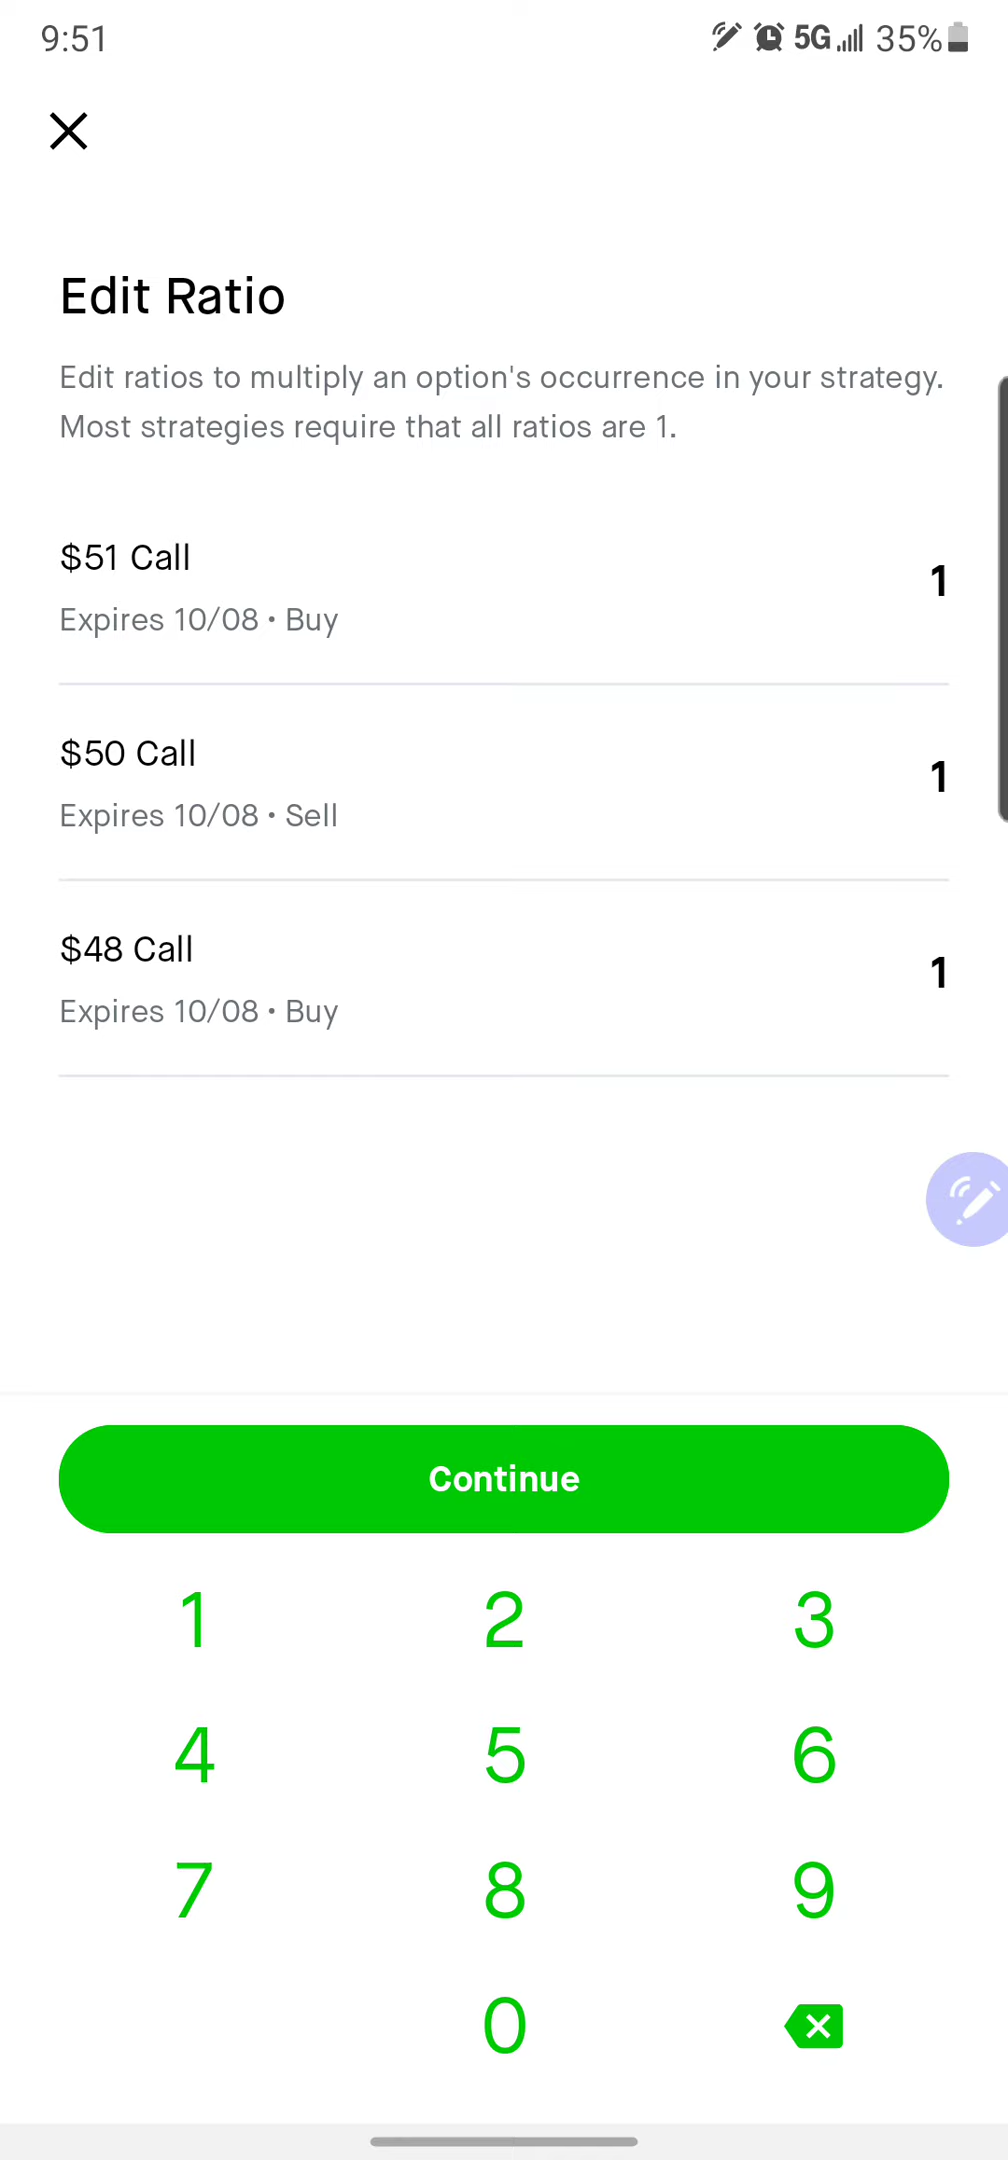 9:51
5G 35%
Edit Ratio
Edit ratios to multiply an option's occurrence in your strategy.
Most strategies require that all ratios are 1.
$51 Call
1
Expires 10/08 • Buy
$50 Call
1
Expires 10/08 • Sell
$48 Call
1
Expires 10/08 • Buy
Continue
1 2 3
4 5 6
7 8 9
0